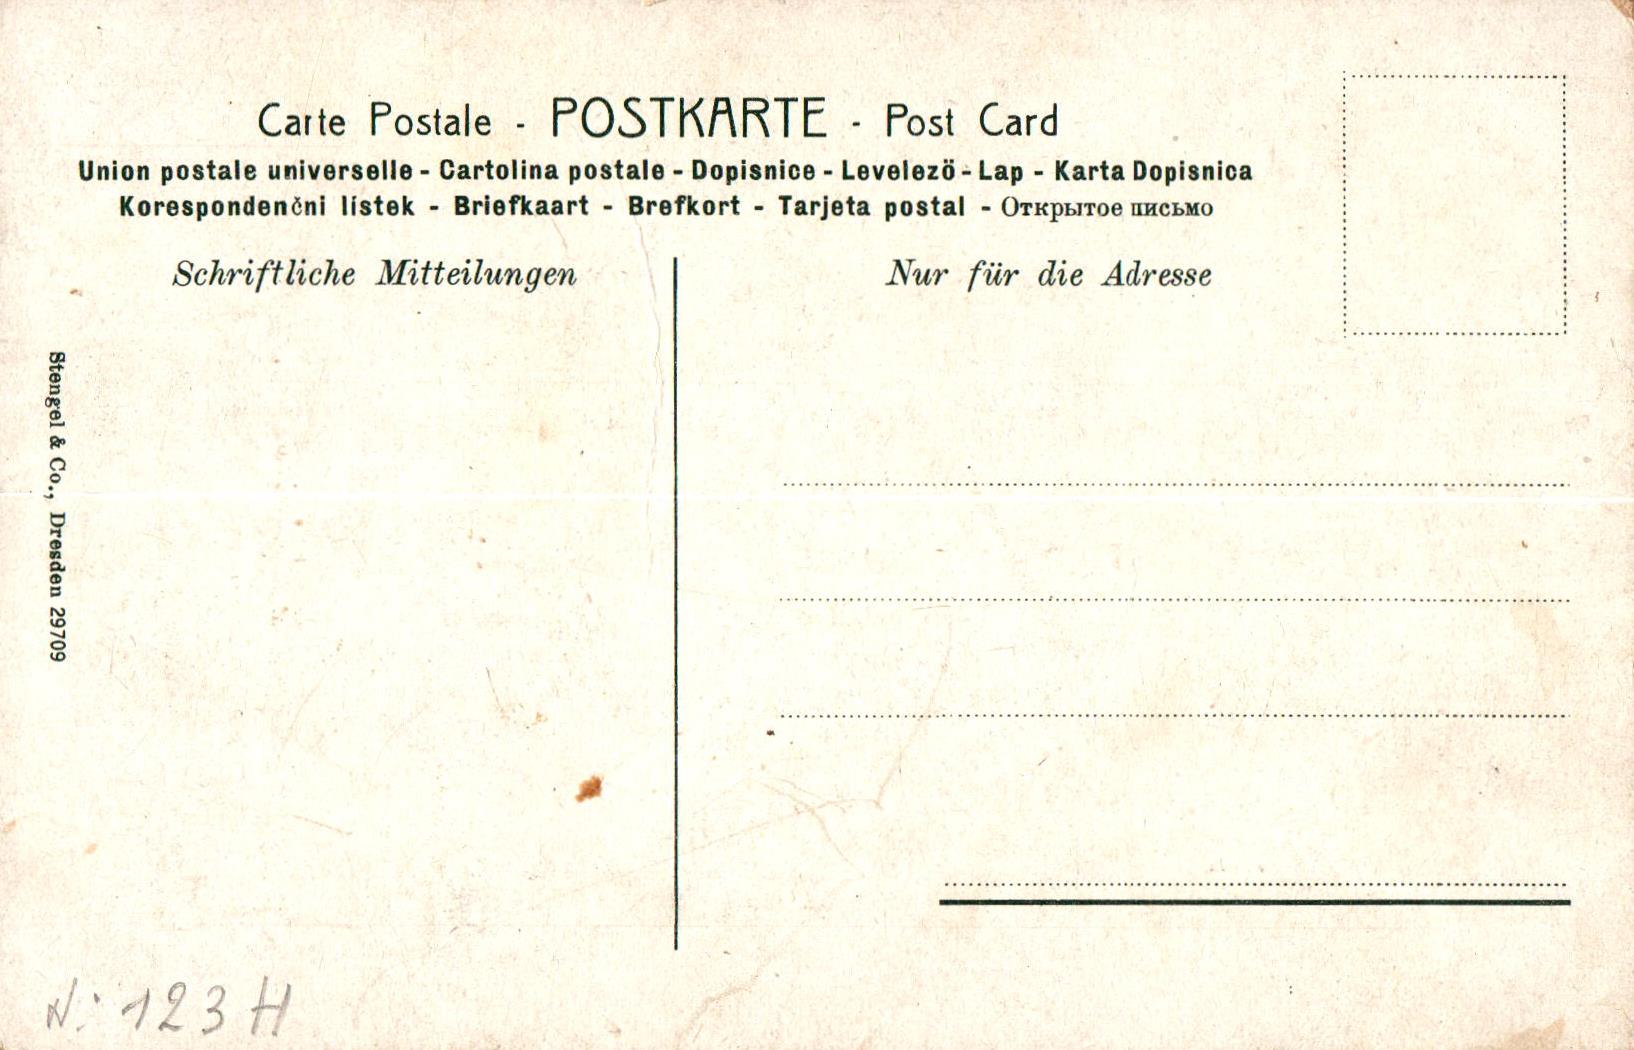 Carte Postale - POSTKARTE - Post Card
Union postale universelle - Cartolina postale - Dopisnice - Levelezö - Lap - Karta Dopisnica
Korespondenčni lístek - Briefkaart - Brefkort - Tarjeta postal - Открытое письмо
Schriftliche Mitteilungen
Nur für die Adresse
Stengel & Co., Dresden 29709
N: 123 H